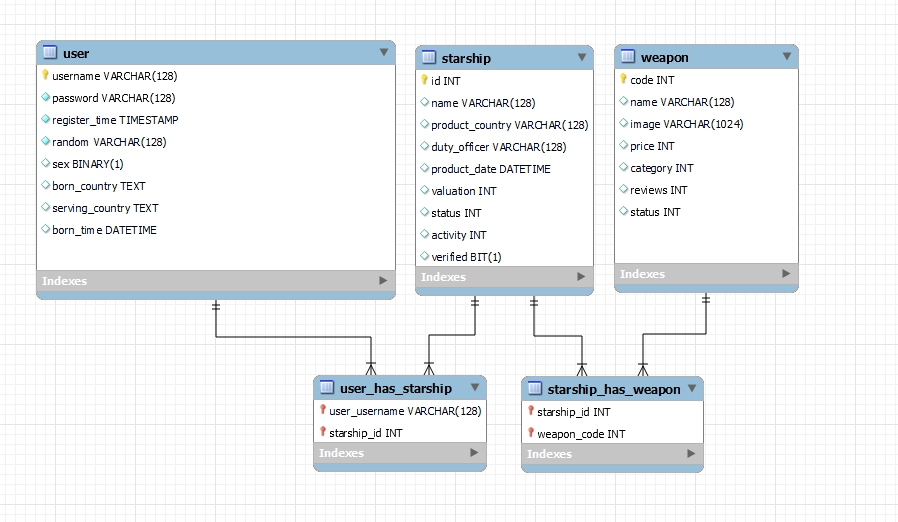 user
username VARCHAR(128)
password VARCHAR(128)
register_time TIMESTAMP
random VARCHAR(128)
sex BINARY(1)
born_country TEXT
serving_country TEXT
born_time DATETIME
Indexes
starship
id INT
name VARCHAR(128)
product_country VARCHAR(128)
duty_officer VARCHAR(128)
product_date DATETIME
valuation INT
status INT
activity INT
verified BIT(1)
Indexes
weapon
code INT
name VARCHAR(128)
image VARCHAR(1024)
price INT
category INT
reviews INT
status INT
Indexes
user_has_starship
user_username VARCHAR(128)
starship_id INT
Indexes
starship_has_weapon
starship_id INT
weapon_code INT
Indexes